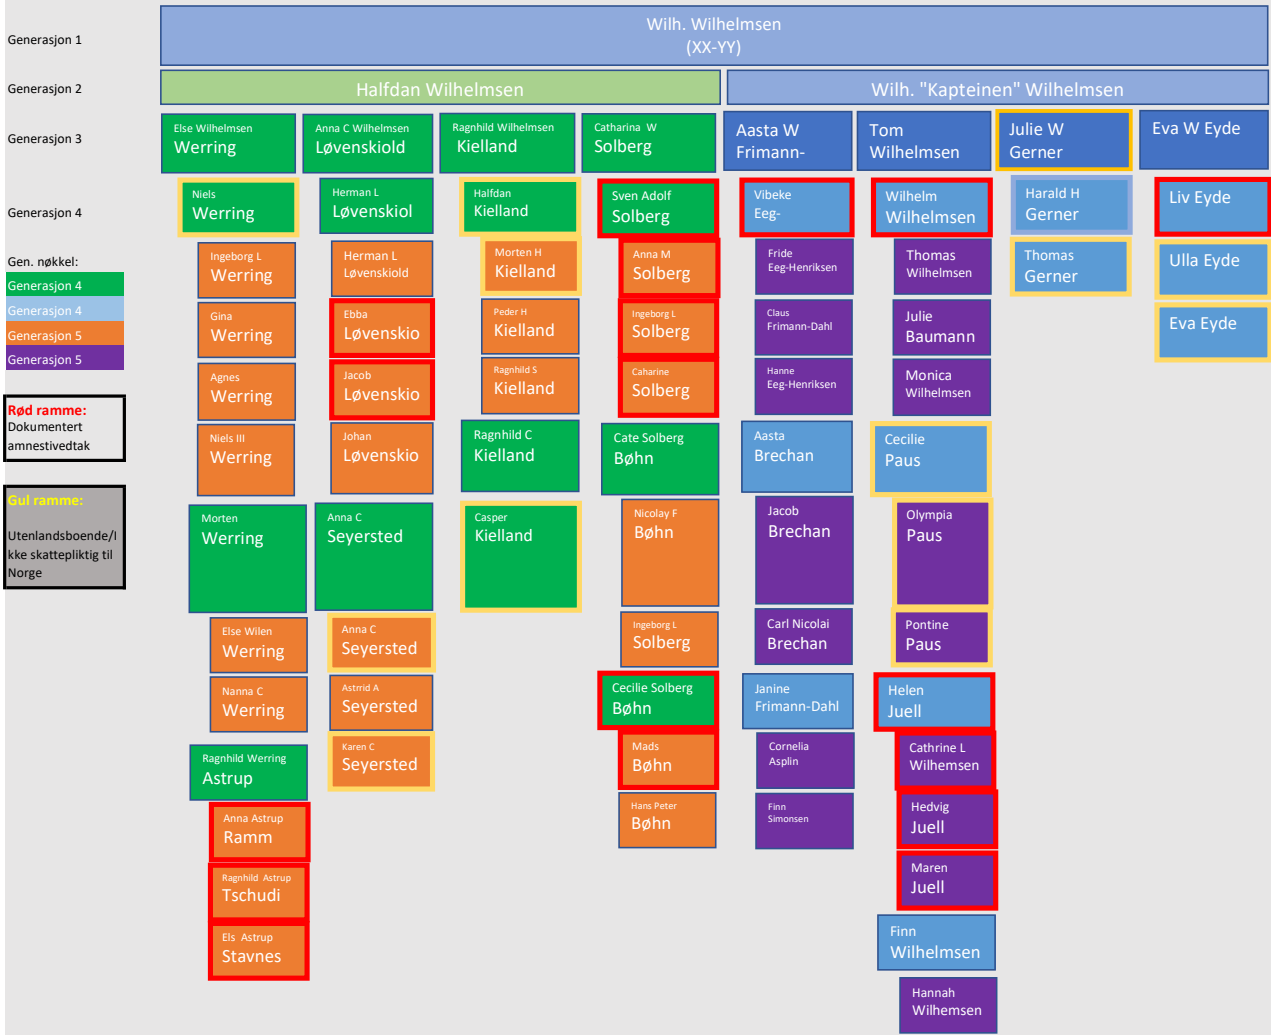 Generasjon 1
Wilh. Wilhelmsen
(XX-YY)
Generasjon 2
Halfdan Wilhelmsen
Wilh. "Kapteinen" Wilhelmsen
Generasjon 3
Else Wilhelmsen
Werring
Anna C Wilhelmsen
Løvenskiold
Ragnhild Wilhelmsen
Kielland
Catharina W
Solberg
Aasta W
Frimann-
Tom
Wilhelmsen
Julie W
Gerner
Eva W Eyde
Generasjon 4
Niels
Werring
Herman L
Løvenskiol
Halfdan
Kielland
Sven Adolf
Solberg
Vibeke
Eeg-
Wilhelm
Wilhelmsen
Harald H
Gerner
Liv Eyde
Gen. nøkkel:
Generasjon 4
Generasjon 4
Generasjon 5
Generasjon 5
Rød ramme:
Dokumentert
amnestivedtak
Gul ramme:
Utenlandsboende/I
kke skattepliktig til
Norge
Ingeborg L
Werring
Gina
Werring
Agnes
Werring
Niels III
Werring
Morten
Werring
Else Wilen
Werring
Nanna C
Werring
Ragnhild Werring
Astrup
Anna Astrup
Ramm
Ragnhild Astrup
Tschudi
Els Astrup
Stavnes
Herman L
Løvenskiold
Ebba
Løvenskio
Jacob
Løvenskio
Johan
Løvenskio
Anna C
Seyersted
Anna C
Seyersted
Astrrid A
Seyersted
Karen C
Seyersted
Morten H
Kielland
Peder H
Kielland
Ragnhild S
Kielland
Ragnhild C
Kielland
Casper
Kielland
Anna M
Solberg
Ingeborg L
Solberg
Caharine
Solberg
Cate Solberg
Bøhn
Nicolay F
Bøhn
Ingeborg L
Solberg
Cecilie Solberg
Bøhn
Mads
Bøhn
Hans Peter
Bøhn
Fride
Eeg-Henriksen
Claus
Frimann-Dahl
Hanne
Eeg-Henriksen
Aasta
Brechan
Jacob
Brechan
Carl Nicolai
Brechan
Janine
Frimann-Dahl
Cornelia
Asplin
Finn
Simonsen
Thomas
Wilhelmsen
Julie
Baumann
Monica
Wilhelmsen
Cecilie
Paus
Olympia
Paus
Pontine
Paus
Helen
Juell
Cathrine L
Wilhemsen
Hedvig
Juell
Maren
Juell
Finn
Wilhelmsen
Hannah
Wilhemsen
Thomas
Gerner
Ulla Eyde
Eva Eyde